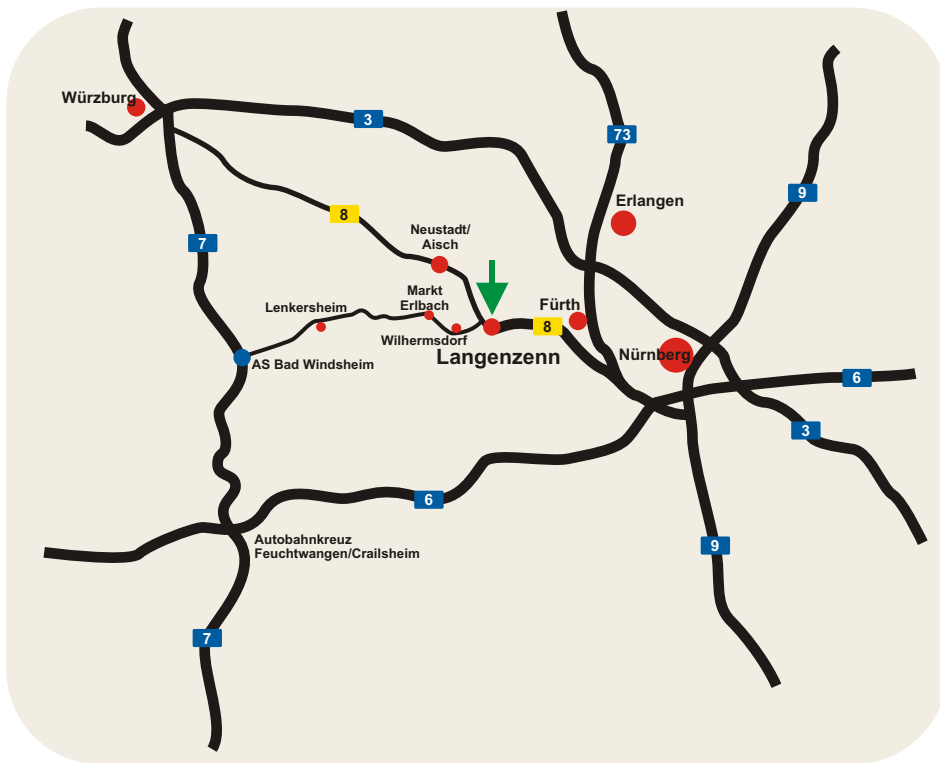 Würzburg
3
73
9
Erlangen
8
Neustadt/
Aisch
7
Markt
Erlbach
Lenkersheim
Fürth
8
Wilhermsdorf
Langenzenn
Nürnberg
AS Bad Windsheim
6
3
6
Autobahnkreuz
Feuchtwangen/Crailsheim
9
7